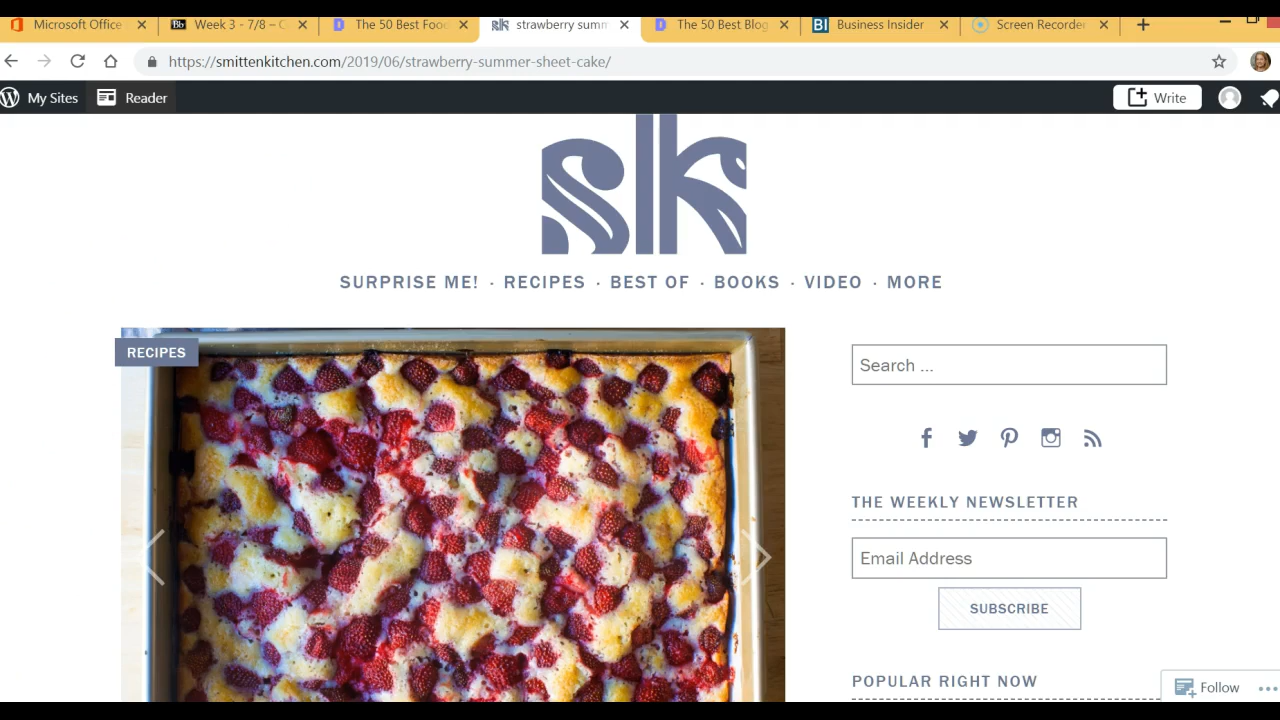 Microsoft Office
Week 3 - 7/8 –
The 50 Best Foo
strawberry summ
The 50 Best Blog
Business Insider
Screen Recorder
https://smittenkitchen.com/2019/06/strawberry-summer-sheet-cake/
My Sites
Reader
Write
slk
SURPRISE ME! · RECIPES · BEST OF · BOOKS · VIDEO · MORE
RECIPES
Search ...
THE WEEKLY NEWSLETTER
Email Address
SUBSCRIBE
POPULAR RIGHT NOW
Follow